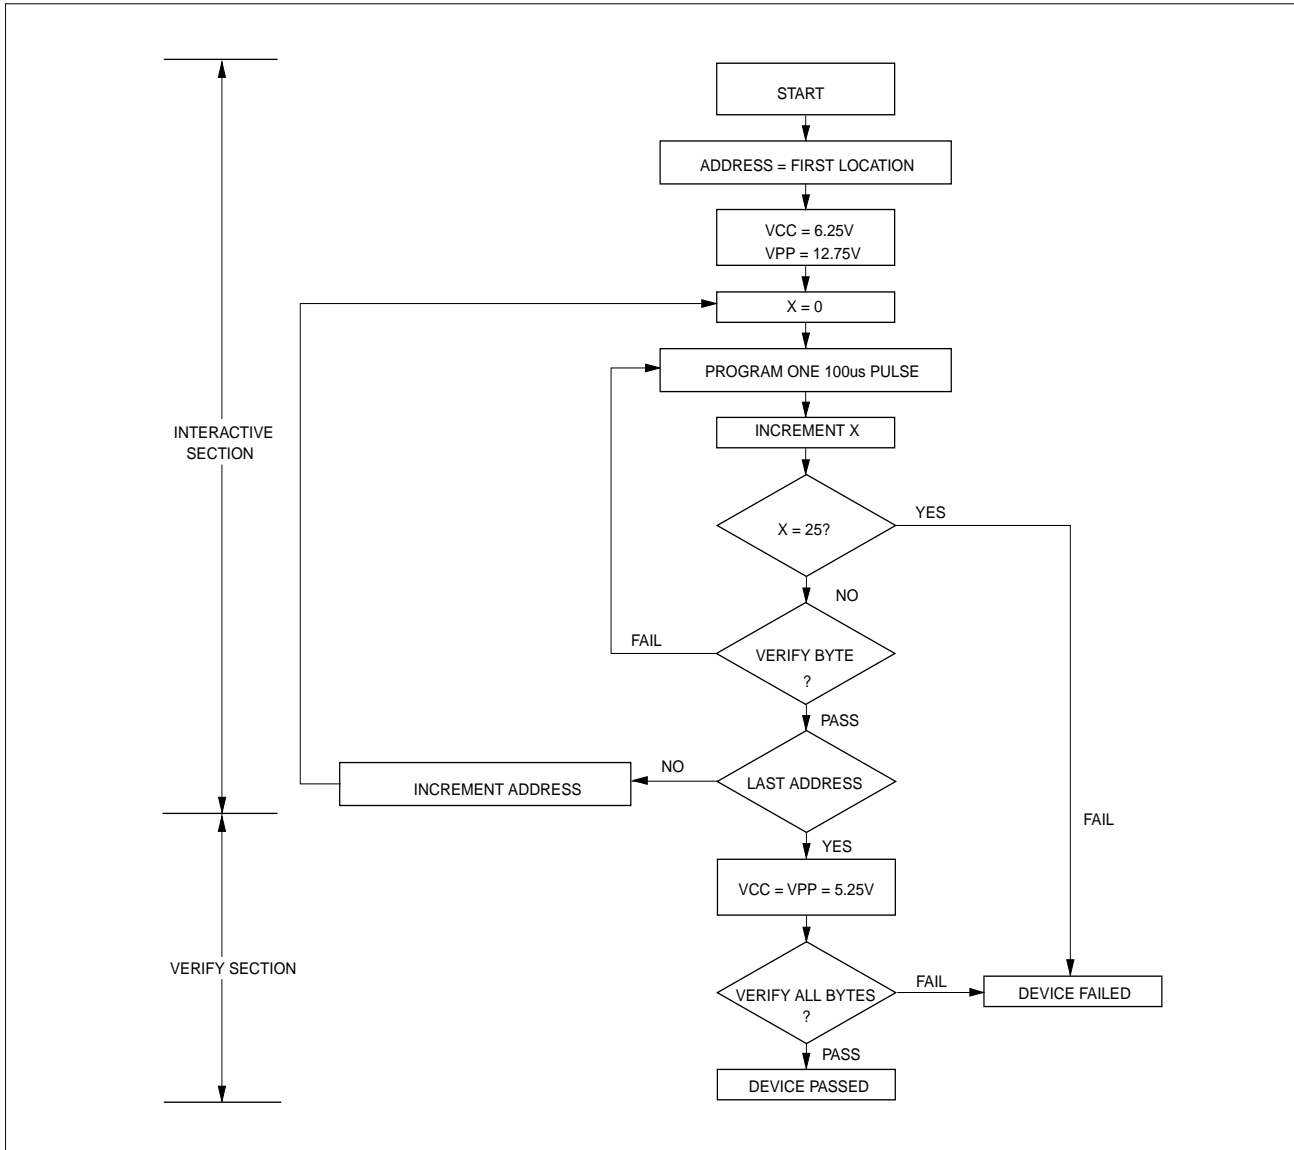 START
ADDRESS = FIRST LOCATION
VCC = 6.25V
VPP = 12.75V
X = 0
PROGRAM ONE 100us PULSE
INCREMENT X
INTERACTIVE
SECTION
X = 25?
YES
NO
FAIL
VERIFY BYTE
?
PASS
NO
LAST ADDRESS
INCREMENT ADDRESS
FAIL
YES
VCC = VPP = 5.25V
VERIFY SECTION
VERIFY ALL BYTES
?
FAIL
DEVICE FAILED
PASS
DEVICE PASSED